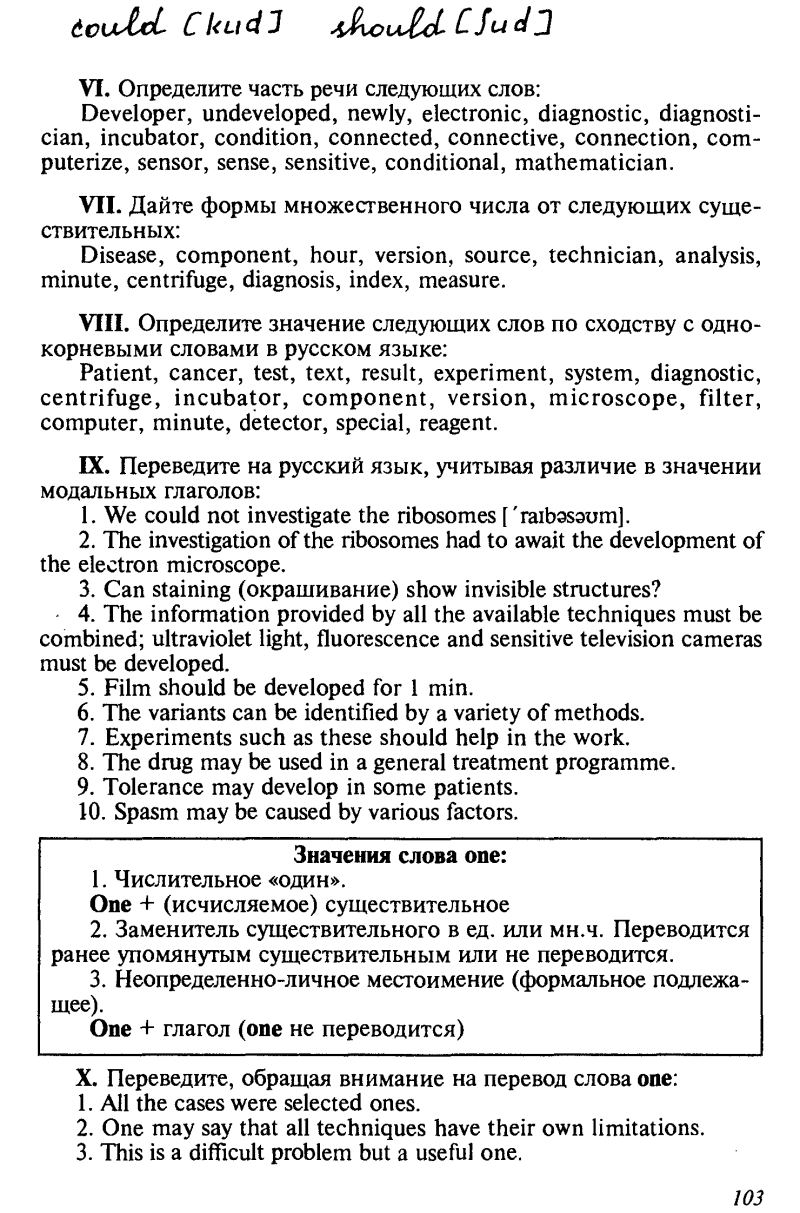 could [kud] should [ʃud]
VI. Определите часть речи следующих слов:
Developer, undeveloped, newly, electronic, diagnostic, diagnosti-
cian, incubator, condition, connected, connective, connection, com-
puterize, sensor, sense, sensitive, conditional, mathematician.
VII. Дайте формы множественного числа от следующих суще-
ствительных:
Disease, component, hour, version, source, technician, analysis,
minute, centrifuge, diagnosis, index, measure.
VIII. Определите значение следующих слов по сходству с одно-
корневыми словами в русском языке:
Patient, cancer, test, text, result, experiment, system, diagnostic,
centrifuge, incubator, component, version, microscope, filter,
computer, minute, detector, special, reagent.
IX. Переведите на русский язык, учитывая различие в значении
модальных глаголов:
1. We could not investigate the ribosomes [ˈraɪbəsəʊm].
2. The investigation of the ribosomes had to await the development of
the electron microscope.
3. Can staining (окрашивание) show invisible structures?
4. The information provided by all the available techniques must be
combined; ultraviolet light, fluorescence and sensitive television cameras
must be developed.
5. Film should be developed for 1 min.
6. The variants can be identified by a variety of methods.
7. Experiments such as these should help in the work.
8. The drug may be used in a general treatment programme.
9. Tolerance may develop in some patients.
10. Spasm may be caused by various factors.
Значения слова one:
1. Числительное «один».
One + (исчисляемое) существительное
2. Заменитель существительного в ед. или мн.ч. Переводится
ранее упомянутым существительным или не переводится.
3. Неопределенно-личное местоимение (формальное подлежа-
щее).
One + глагол (one не переводится)
X. Переведите, обращая внимание на перевод слова one:
1. All the cases were selected ones.
2. One may say that all techniques have their own limitations.
3. This is a difficult problem but a useful one.
103